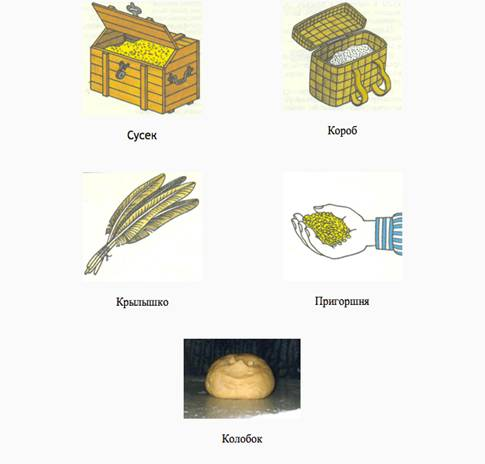 Сусек
Короб
Крылышко
Пригоршня
Колобок